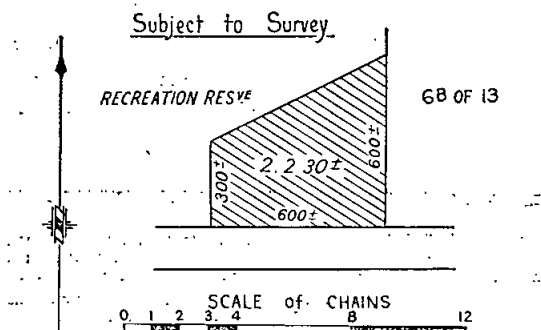 Subject to Survey
RECREATION RESVE
68 OF 13
300±
2. 2. 30±
600±
600±
SCALE of CHAINS
0 1 2 3 4 8 12